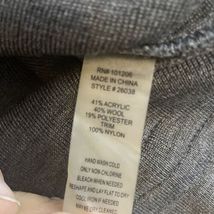 RN# 101206
MADE IN CHINA
STYLE # 26038
41% ACRYLIC
40% WOOL
19% POLYESTER
TRIM
100% NYLON
HAND WASH COLD
ONLY NON-CHLORINE
BLEACH WHEN NEEDED
RESHAPE AND LAY FLAT TO DRY
COOL IRON IF NEEDED
MAY BE DRY CLEANED